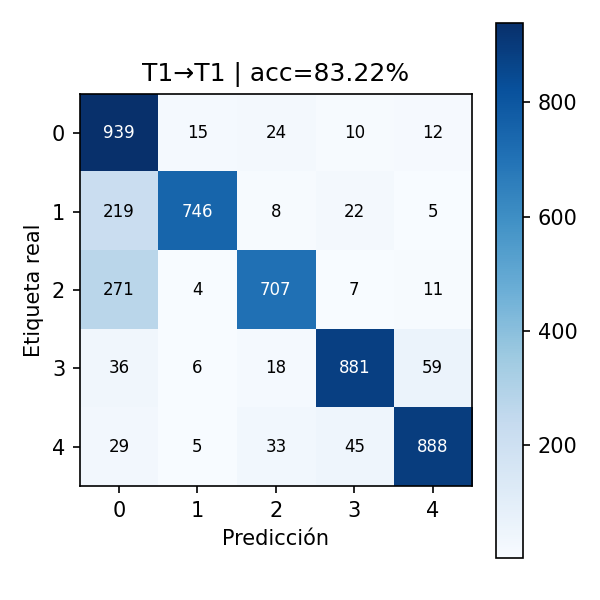 T1→T1 | acc=83.22%
0 939 15 24 10 12
1 219 746 8 22 5
2 271 4 707 7 11
3 36 6 18 881 59
4 29 5 33 45 888
0 1 2 3 4
Predicción
Etiqueta real
800
600
400
200